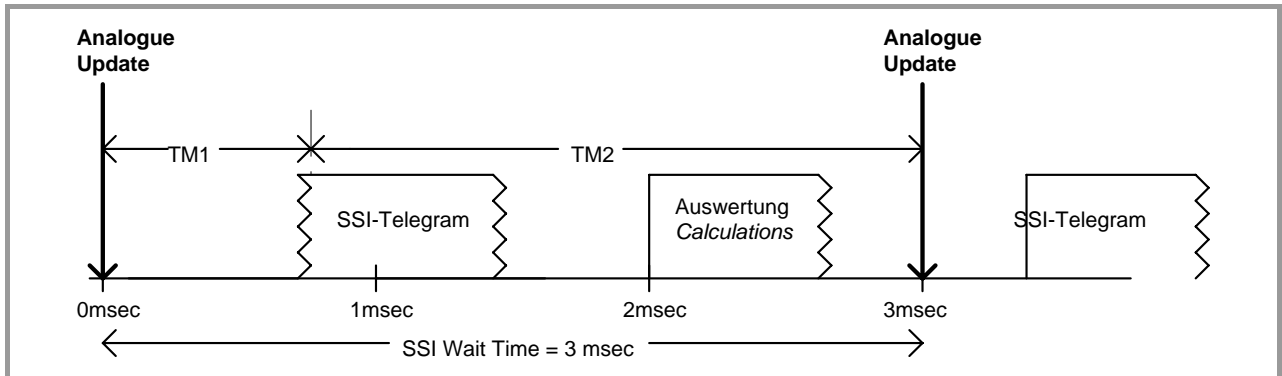 Analogue
Update
Analogue
Update
TM1
TM2
SSI-Telegram
Auswertung
Calculations
SSI-Telegram
0msec
1msec
2msec
3msec
SSI Wait Time = 3 msec